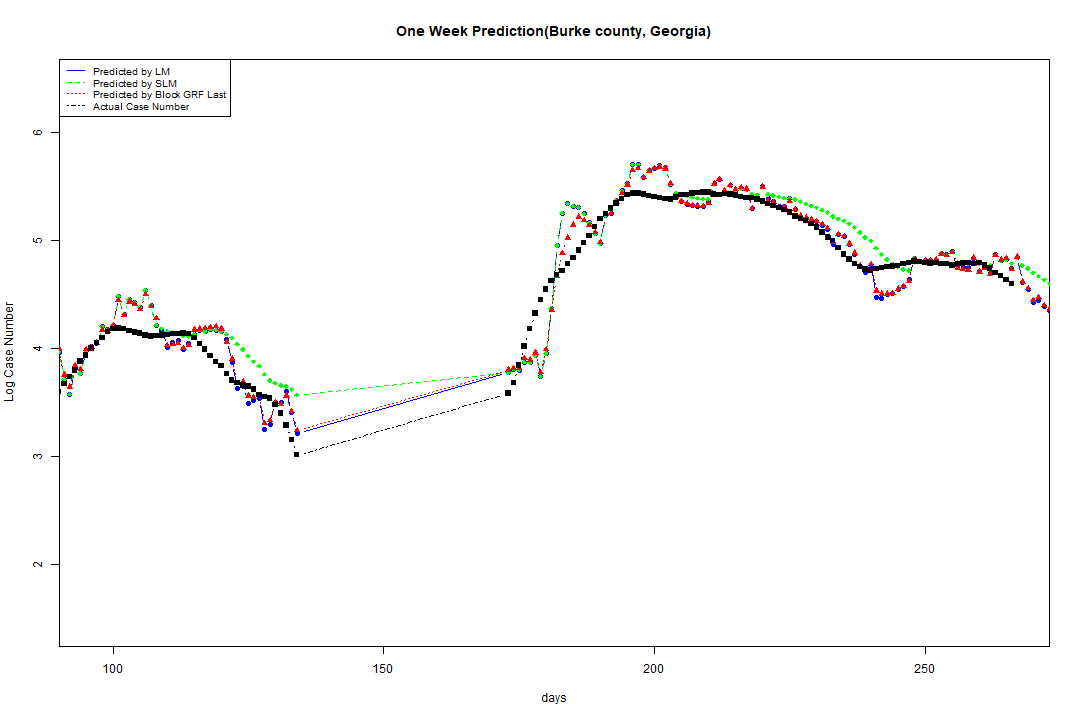 One Week Prediction(Burke county, Georgia)
Predicted by LM
Predicted by SLM
Predicted by Block GRF Last
Actual Case Number
6
5
4
3
2
Log Case Number
100 150 200 250
days